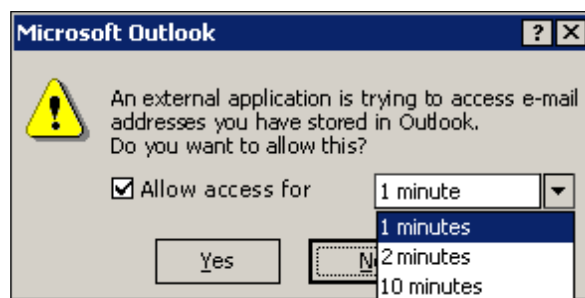 Microsoft Outlook
An external application is trying to access e-mail
addresses you have stored in Outlook.
Do you want to allow this?
Allow access for 1 minute
1 minutes
Yes 2 minutes
10 minutes